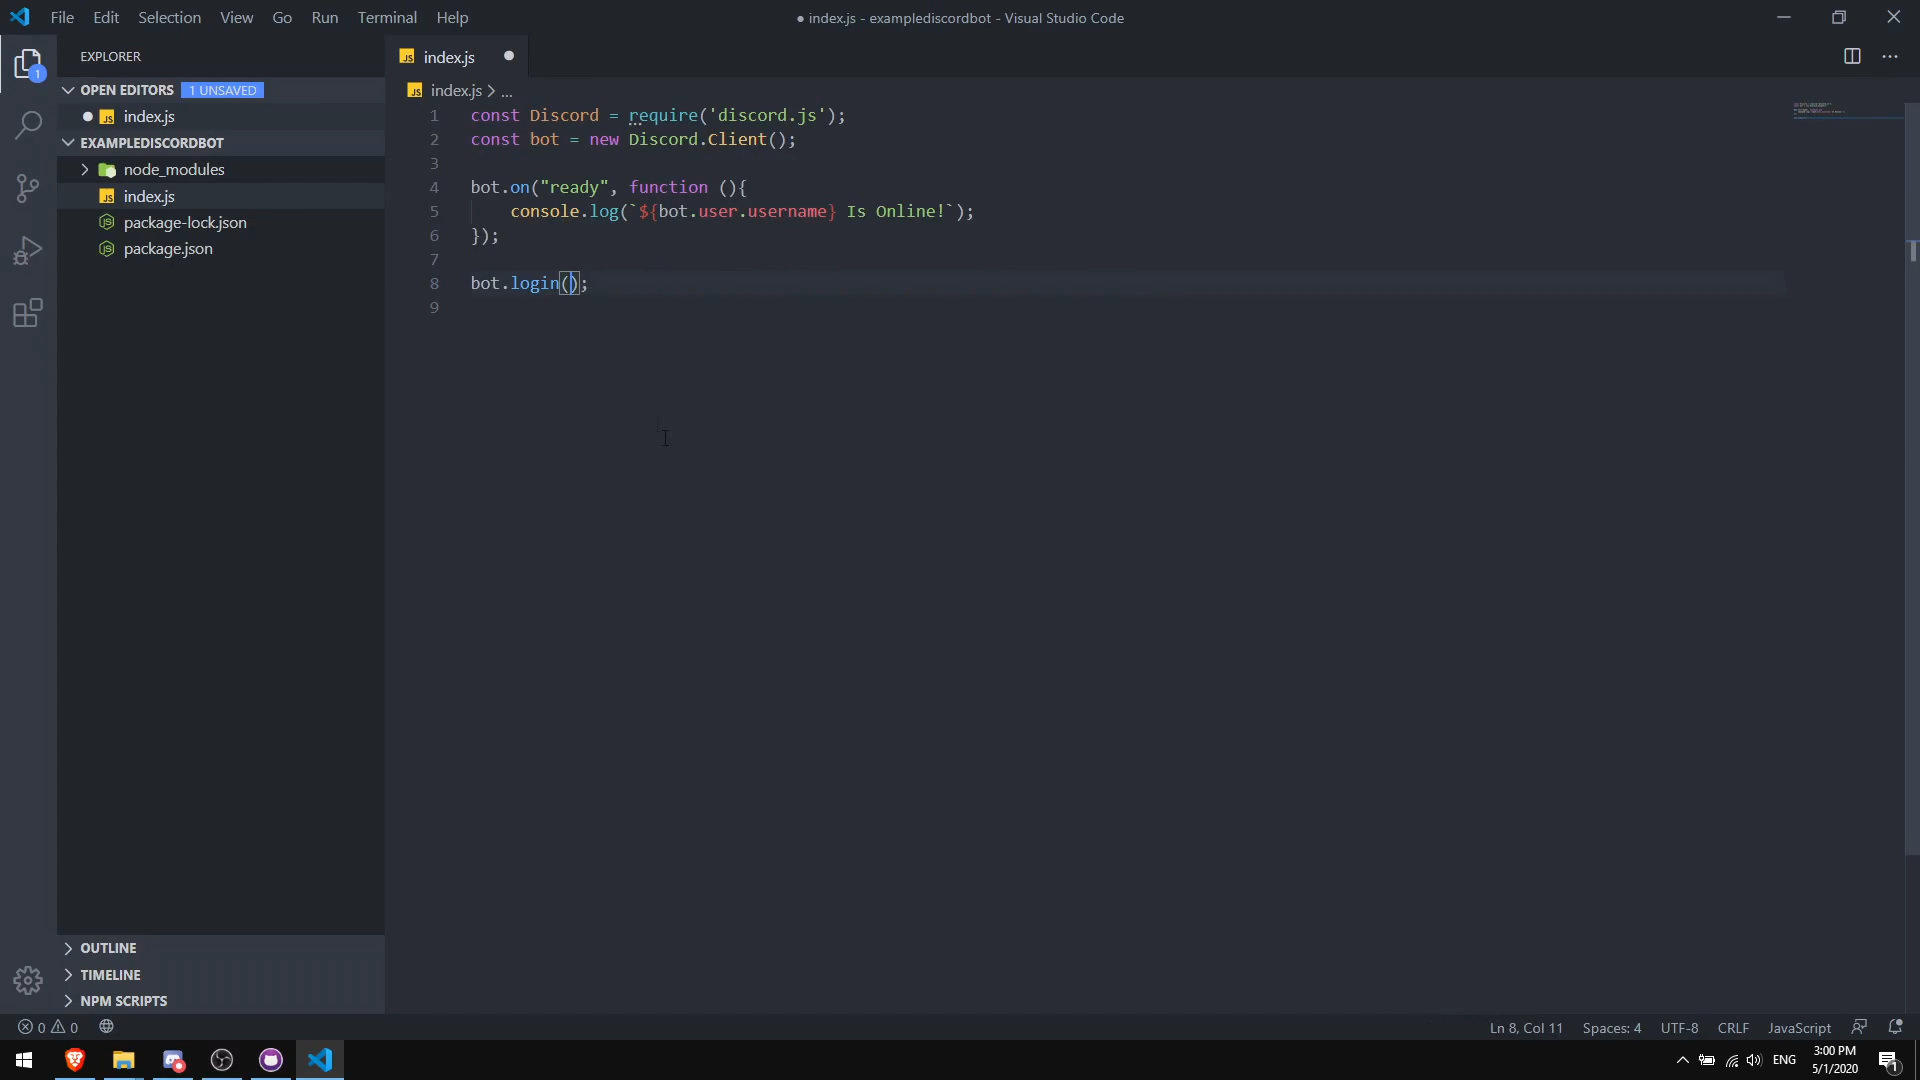 File Edit Selection View Go Run Terminal Help
● index.js - examplediscordbot - Visual Studio Code
EXPLORER
OPEN EDITORS 1 UNSAVED
index.js
EXAMPLEDISCORDBOT
node_modules
index.js
package-lock.json
package.json
OUTLINE
TIMELINE
NPM SCRIPTS
index.js
index.js > ...
1 const Discord = require('discord.js');
2 const bot = new Discord.Client();
3
4 bot.on("ready", function (){
5 console.log(`${bot.user.username} Is Online!`);
6 });
7
8 bot.login();
9
0 0
Ln 8, Col 11 Spaces: 4 UTF-8 CRLF JavaScript
ENG
3:00 PM
5/1/2020
1
1